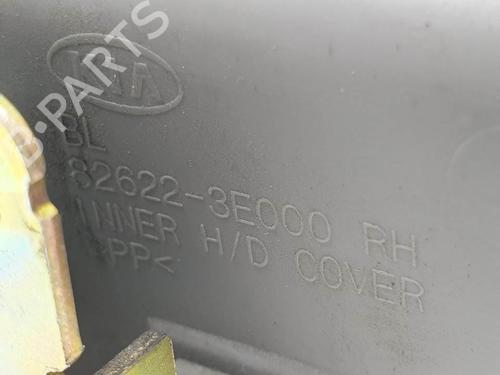 B-PARTS
KIA
BL
82622-3E000 RH
INNER H/D COVER
>PP<